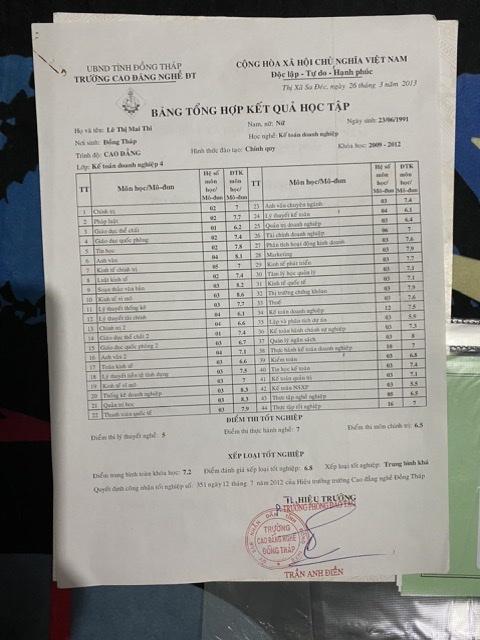 UBND TỈNH ĐỒNG THÁP
TRƯỜNG CAO ĐẲNG NGHỀ ĐT
CỘNG HÒA XÃ HỘI CHỦ NGHĨA VIỆT NAM
Độc lập - Tự do - Hạnh phúc
Thị Xã Sa Đéc, ngày 26 tháng 3 năm 2013
BẢNG TỔNG HỢP KẾT QUẢ HỌC TẬP
Họ và tên: Lê Thị Mai Thi
Nam, nữ: Nữ
Ngày sinh: 23/06/1991
Nơi sinh: Đồng Tháp
Học nghề: Kế toán doanh nghiệp
Trình độ: CAO ĐẲNG
Hình thức đào tạo: Chính quy
Khóa học: 2009 - 2012
Lớp: Kế toán doanh nghiệp 4
TT Môn học/Mô-đun Hệ số môn học/Mô-đun ĐTK môn học/Mô-đun
1 Chính trị 02 7
2 Pháp luật 02 7.7
3 Giáo dục thể chất 01 6.2
4 Giáo dục quốc phòng 02 7.4
5 Tin học 02 7.8
6 Anh văn 04 8.1
7 Kinh tế chính trị 05 7
8 Luật kinh tế 02 7.4
9 Soạn thảo văn bản 03 8.2
10 Kinh tế vi mô 03 8.6
11 Lý thuyết thống kê 03 7.7
12 Lý thuyết tài chính 04 6.1
13 Chính trị 2 04 6.6
14 Giáo dục thể chất 2 01 7.4
15 Giáo dục quốc phòng 2 03 6.7
16 Anh văn 2 04 7.1
17 Toán kinh tế 03 6.6
18 Lý thuyết tiền tệ tín dụng 03 7.5
19 Kinh tế vĩ mô 03 7
20 Thống kê doanh nghiệp 03 8.3
21 Quản trị học 03 8.3
22 Thanh toán quốc tế 03 7.9
TT Môn học/Mô-đun Hệ số môn học/Mô-đun ĐTK môn học/Mô-đun
23 Anh văn chuyên ngành 03 7.4
24 Lý thuyết kế toán 04 6.1
25 Quản trị doanh nghiệp 03 6.4
26 Tài chính doanh nghiệp 06 7
27 Phân tích hoạt động kinh doanh 03 7.6
28 Marketing 03 7.9
29 Kinh tế phát triển 03 7.7
30 Tâm lý học quản lý 03 7.1
31 Kinh tế quốc tế 03 7.1
32 Thị trường chứng khoán 03 7.9
33 Thuế 03 7.6
34 Kế toán doanh nghiệp 12 7.5
35 Lập và phân tích dự án 03 5.9
36 Kế toán hành chính sự nghiệp 03 7.3
37 Quản lý ngân sách 03 8
38 Thực hành kế toán doanh nghiệp 10 7
39 Kiểm toán 03 6.8
40 Tin học kế toán 03 7.4
41 Kế toán quản trị 03 7.1
42 Kế toán NSXP 03 5.5
43 Thực tập nghề nghiệp 05 6.5
44 Thực tập tốt nghiệp 16 7
ĐIỂM THI TỐT NGHIỆP
Điểm thi lý thuyết nghề: 5
Điểm thi thực hành nghề: 7
Điểm thi môn chính trị: 6.5
XẾP LOẠI TỐT NGHIỆP
Điểm trung bình toàn khóa học: 7.2
Điểm đánh giá xếp loại tốt nghiệp: 6.8
Xếp loại tốt nghiệp: Trung bình khá
Quyết định công nhận tốt nghiệp số: 351 ngày 12 tháng 7 năm 2012 của Hiệu trưởng trường Cao đẳng nghề Đồng Tháp
TL.HIỆU TRƯỞNG
P. TRƯỞNG PHÒNG ĐÀO TẠO
TRƯỜNG
CAO ĐẲNG NGHỀ
ĐỒNG THÁP
TRẦN ANH ĐIỀN